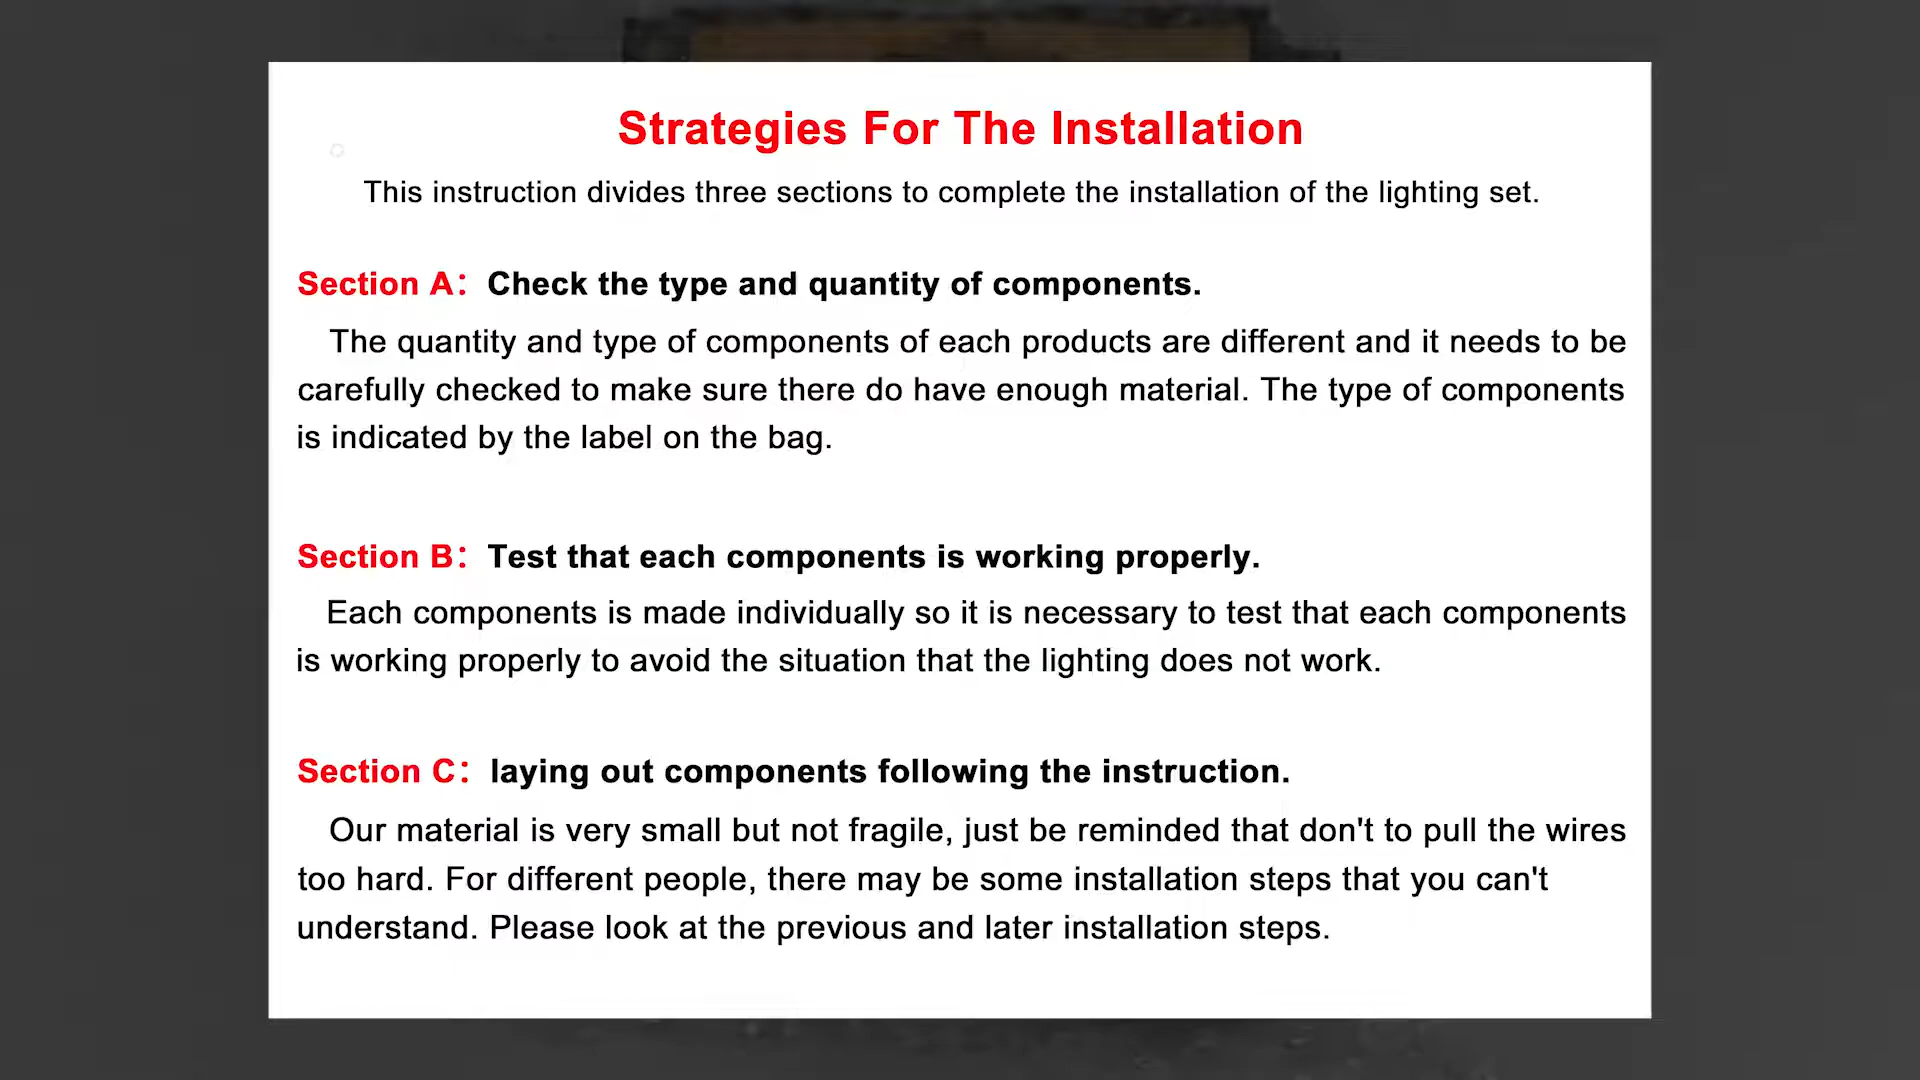 Strategies For The Installation
This instruction divides three sections to complete the installation of the lighting set.
Section A: Check the type and quantity of components.
The quantity and type of components of each products are different and it needs to be
carefully checked to make sure there do have enough material. The type of components
is indicated by the label on the bag.
Section B: Test that each components is working properly.
Each components is made individually so it is necessary to test that each components
is working properly to avoid the situation that the lighting does not work.
Section C: laying out components following the instruction.
Our material is very small but not fragile, just be reminded that don't to pull the wires
too hard. For different people, there may be some installation steps that you can't
understand. Please look at the previous and later installation steps.